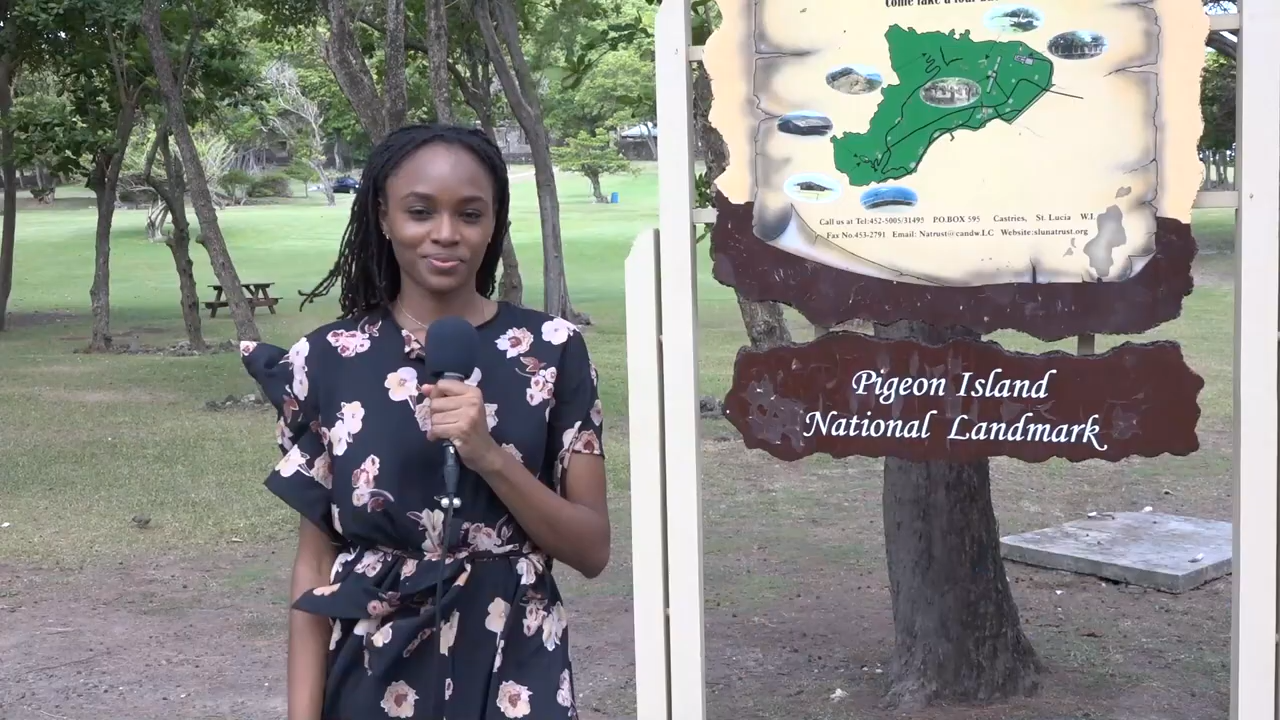 Come take a tour
Call us at Tel:452-5005/31495 P.O.BOX 595 Castries, St. Lucia W.I.
Fax No.453-2791 Email: Natrust@candw.LC Website:slunatrust.org
Pigeon Island
National Landmark